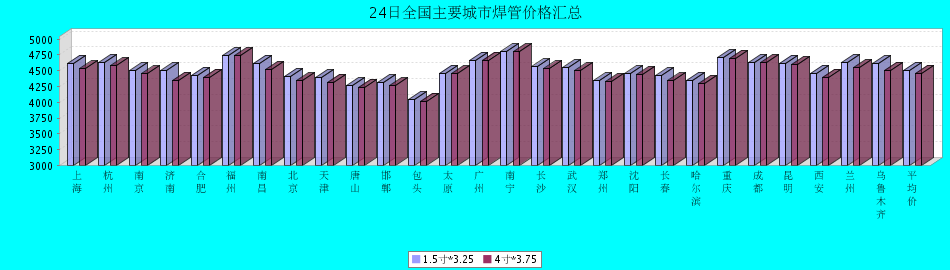 24日全国主要城市焊管价格汇总
5000
4750
4500
4250
4000
3750
3500
3250
3000
上海
杭州
南京
济南
合肥
福州
南昌
北京
天津
唐山
邯郸
包头
太原
广州
南宁
长沙
武汉
郑州
沈阳
长春
哈尔滨
重庆
成都
昆明
西安
兰州
乌鲁木齐
平均价
1.5寸*3.25
4寸*3.75